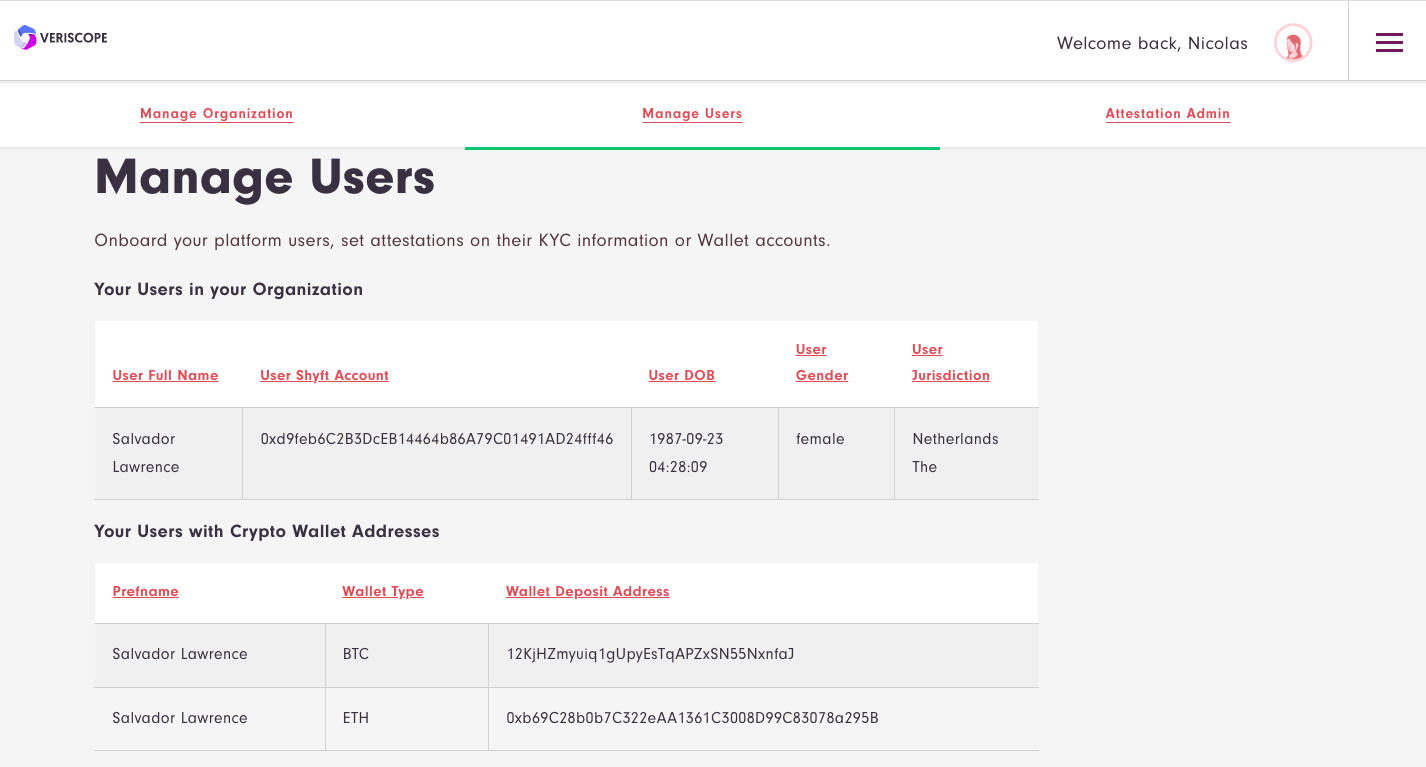 VERISCOPE
Welcome back, Nicolas
Manage Organization
Manage Users
Attestation Admin
Manage Users
Onboard your platform users, set attestations on their KYC information or Wallet accounts.
Your Users in your Organization
User Full Name
User Shyft Account
User DOB
User
Gender
User
Jurisdiction
Salvador
Lawrence
0xd9feb6C2B3DcEB14464b86A79C01491AD24fff46
1987-09-23
04:28:09
female
Netherlands
The
Your Users with Crypto Wallet Addresses
Prefname
Wallet Type
Wallet Deposit Address
Salvador Lawrence
BTC
12KjHZmyuiq1gUpyEsTqAPZxSN55NxnfaJ
Salvador Lawrence
ETH
0xb69C28b0b7C322eAA1361C3008D99C83078a295B